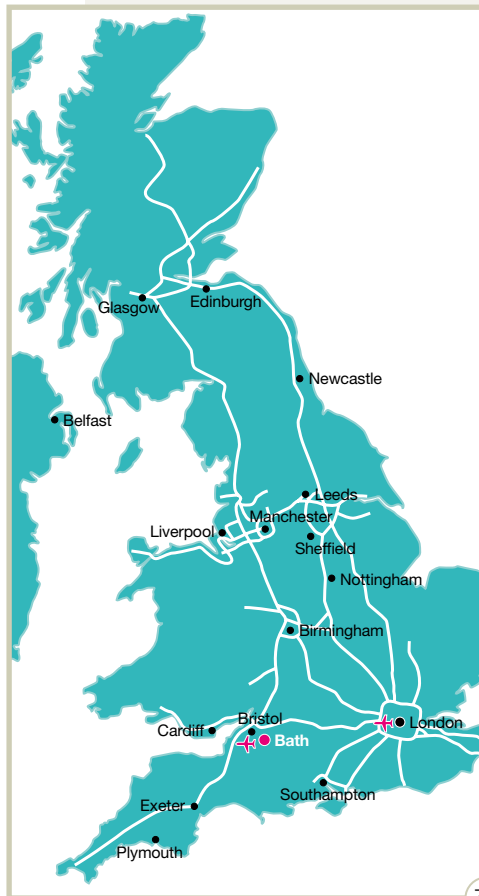 Glasgow
Edinburgh
Newcastle
Belfast
Leeds
Manchester
Liverpool
Sheffield
Nottingham
Birmingham
Cardiff
Bristol
London
Bath
Southampton
Exeter
Plymouth